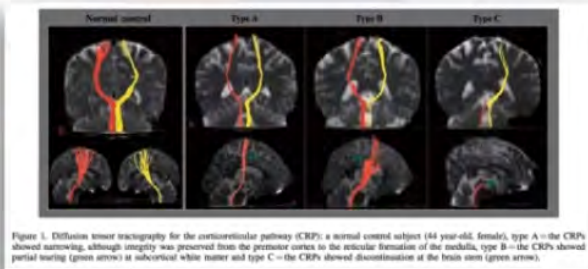 Normal control Type A Type B Type C
Figure 1. Diffusion tensor tractography for the corticoreticular pathway (CRP): a normal control subject (44 year-old, female), type A = the CRPs
showed narrowing, although integrity was preserved from the premotor cortex to the reticular formation of the medulla, type B = the CRPs showed
partial tearing (green arrow) at subcortical white matter and type C = the CRPs showed discontinuation at the brain stem (green arrow).